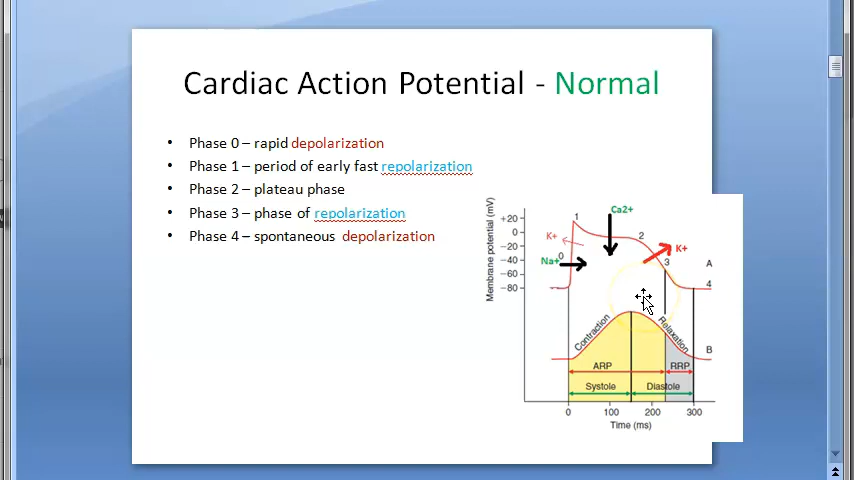 Cardiac Action Potential - Normal
• Phase 0 – rapid depolarization
• Phase 1 – period of early fast repolarization
• Phase 2 – plateau phase
• Phase 3 – phase of repolarization
• Phase 4 – spontaneous depolarization
Membrane potential (mV)
+20
0
−20
−40
−60
−80
1
Ca2+
K+
2
K+
0
Na+
3
A
4
Contraction
Relaxation
B
ARP
RRP
Systole
Diastole
0 100 200 300
Time (ms)